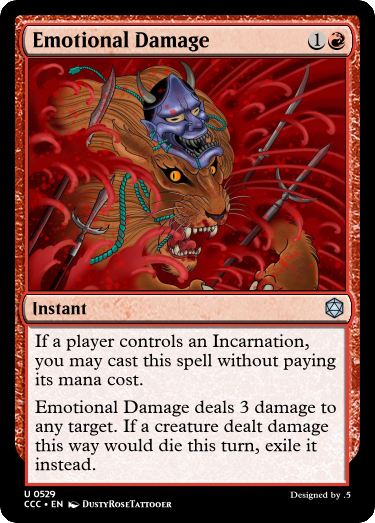 Emotional Damage 1
Instant
If a player controls an Incarnation,
you may cast this spell without paying
its mana cost.
Emotional Damage deals 3 damage to
any target. If a creature dealt damage
this way would die this turn, exile it
instead.
U 0529
Designed by .5
CCC • EN DustyRoseTattooer